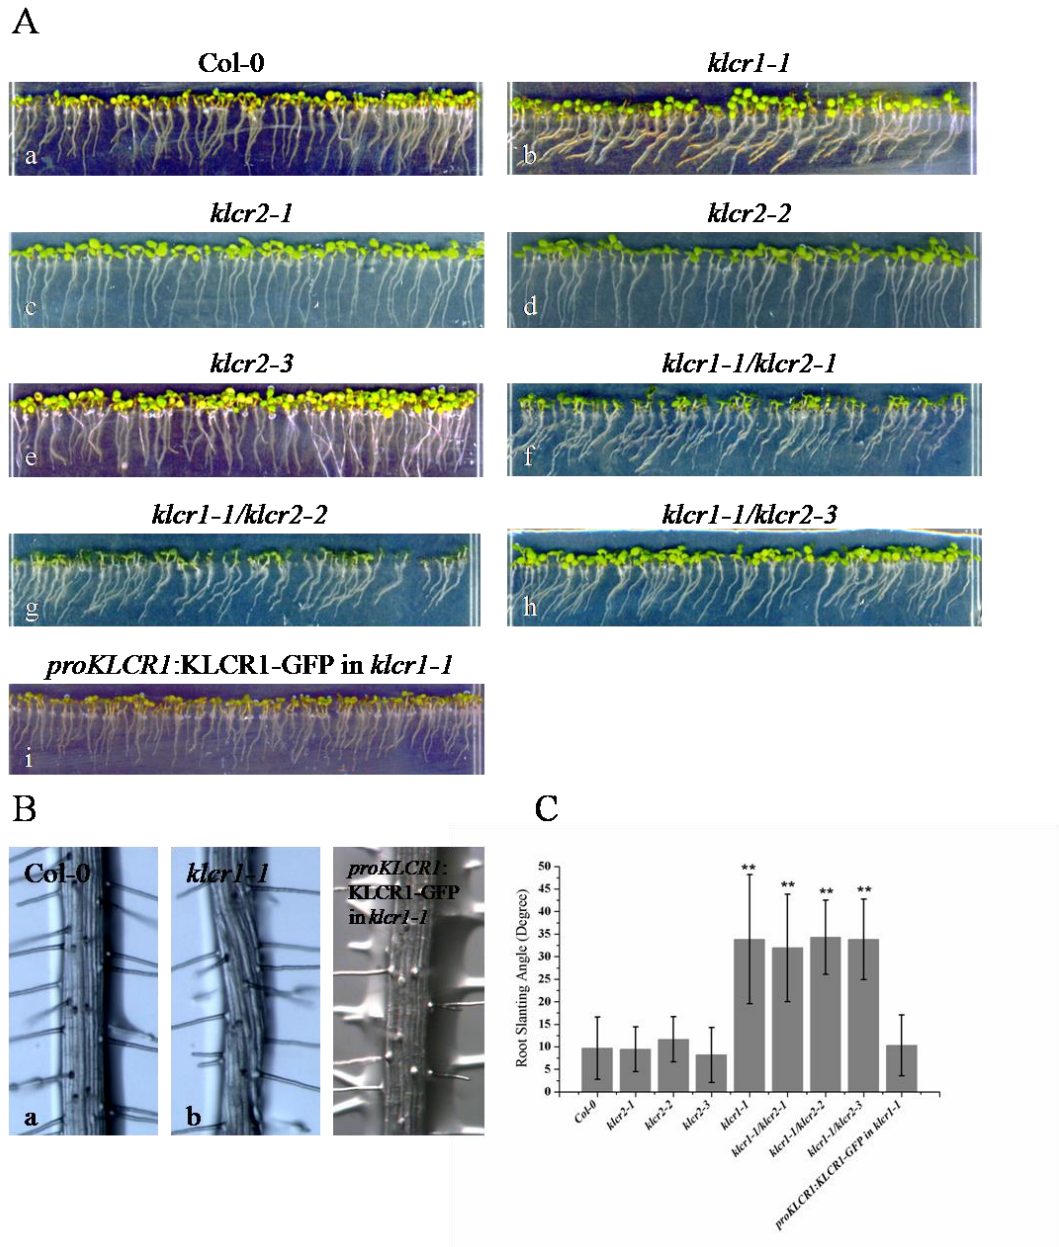 A
Col-0
klcr1-1
a
b
klcr2-1
klcr2-2
c
d
klcr2-3
klcr1-1/klcr2-1
e
f
klcr1-1/klcr2-2
klcr1-1/klcr2-3
g
h
proKLCR1:KLCR1-GFP in klcr1-1
i
B
C
Col-0
a
klcr1-1
b
proKLCR1:
KLCR1-GFP
in klcr1-1
Root Slanting Angle (Degree)
50
45
40
35
30
25
20
15
10
5
0
**
**
**
**
Col-0
klcr2-1
klcr2-2
klcr2-3
klcr1-1
klcr1-1/klcr2-1
klcr1-1/klcr2-2
klcr1-1/klcr2-3
proKLCR1:KLCR1-GFP in klcr1-1